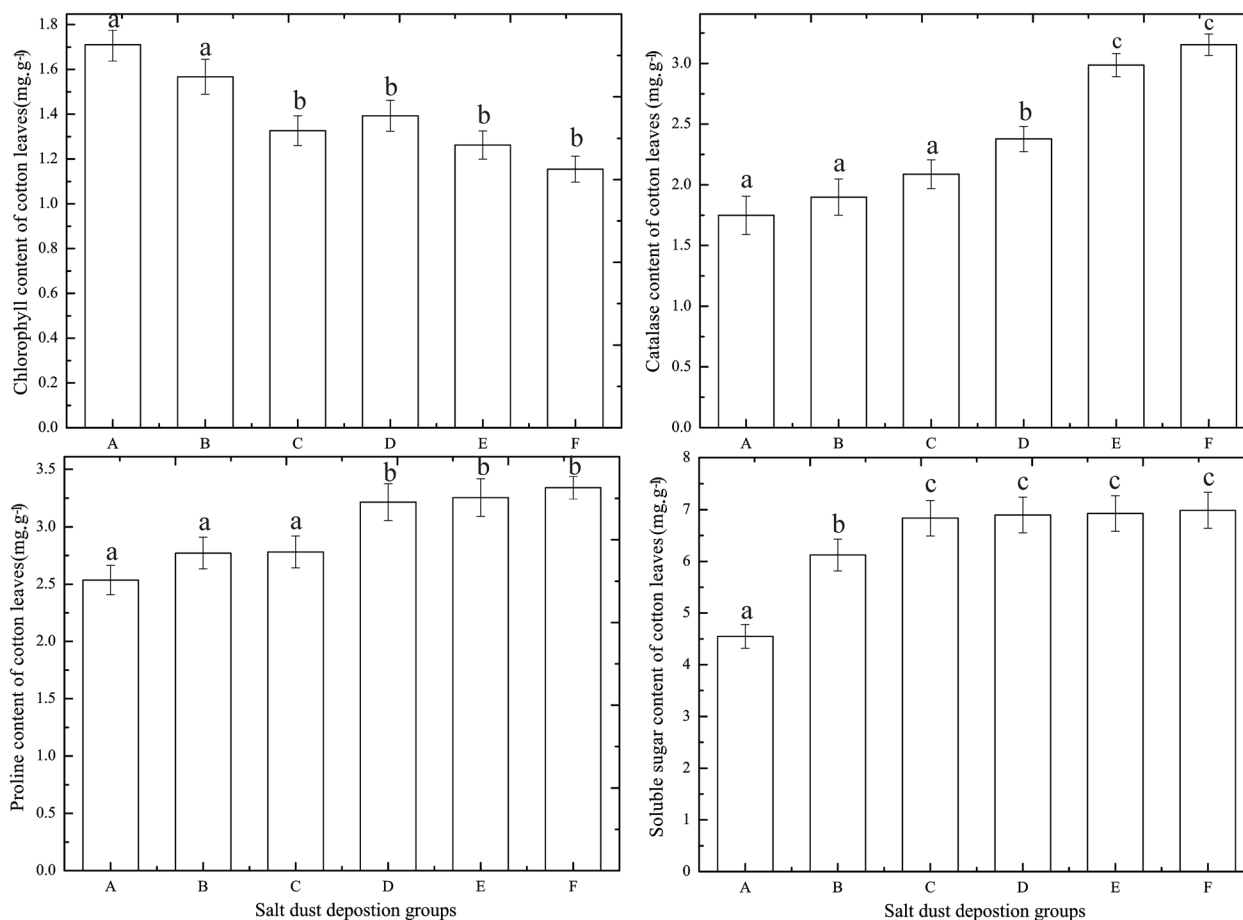 Chlorophyll content of cotton leaves(mg.g-1)
1.8
1.6
1.4
1.2
1.0
0.8
0.6
0.4
0.2
0.0
a
a
b
b
b
b
A B C D E F
Catalase content of cotton leaves (mg.g-1)
3.0
2.5
2.0
1.5
1.0
0.5
0.0
a
a
a
b
c
c
A B C D E F
Proline content of cotton leaves(mg.g-1)
3.5
3.0
2.5
2.0
1.5
1.0
0.5
0.0
a
a
a
b
b
b
A B C D E F
Salt dust depostion groups
Soluble sugar content of cotton leaves (mg.g-1)
8
7
6
5
4
3
2
1
0
a
b
c
c
c
c
A B C D E F
Salt dust deposition groups